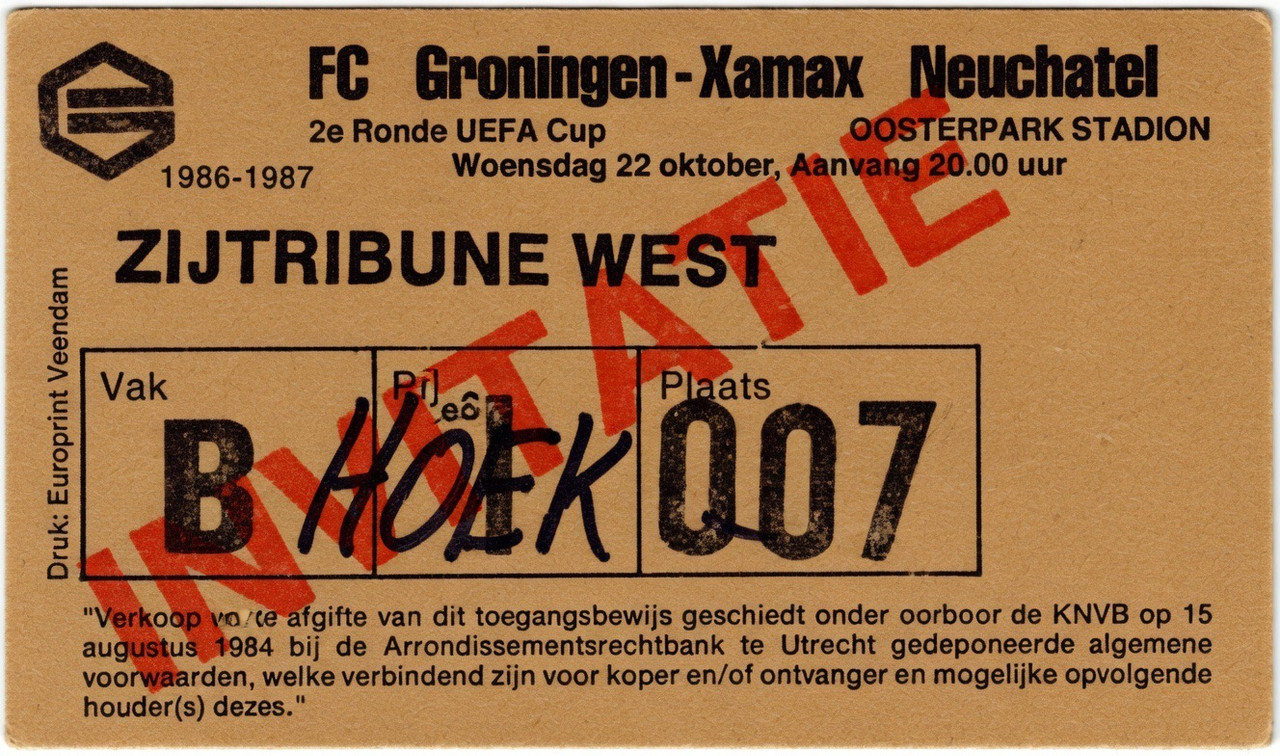 FC Groningen-Xamax Neuchatel
2e Ronde UEFA Cup OOSTERPARK STADION
Woensdag 22 oktober, Aanvang 20.00 uur
1986-1987
ZIJTRIBUNE WEST
INVITATIE
Druk: Europrint Veendam
Vak Plaats
B HOEK 007
"Verkoop afgifte van dit toegangsbewijs geschiedt onder oorboor de KNVB op 15
augustus 1984 bij de Arrondissementsrechtbank te Utrecht gedeponeerde algemene
voorwaarden, welke verbindend zijn voor koper en/of ontvanger en mogelijke opvolgende
houder(s) dezes."